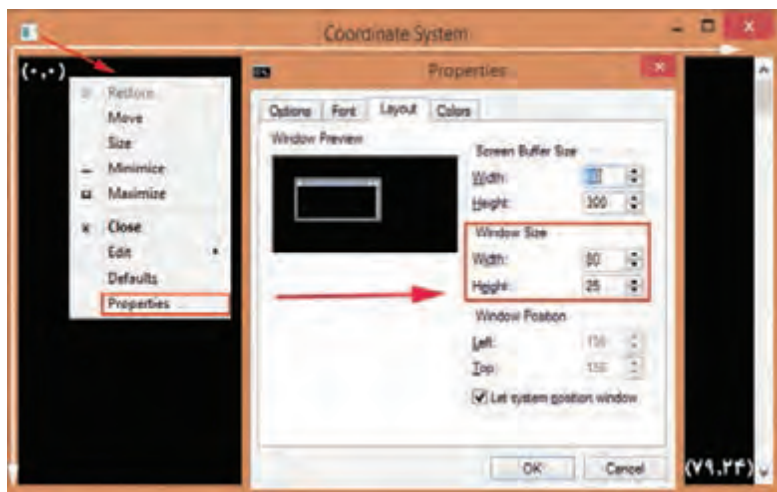 Coordinate System
(۰,۰)
Restore
Move
Size
Minimize
Maximize
Close
Edit
Defaults
Properties
Properties
Options Font Layout Colors
Window Preview
Screen Buffer Size
Width:
Height: 300
Window Size
Width: 80
Height: 25
Window Position
Left:
Top:
Let system position window
OK Cancel
(۷۹,۲۴)